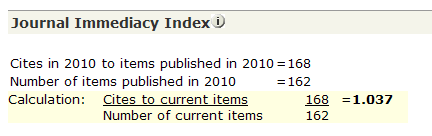 Journal Immediacy Index i
Cites in 2010 to items published in 2010 =168
Number of items published in 2010 =162
Calculation: Cites to current items 168 =1.037
Number of current items 162